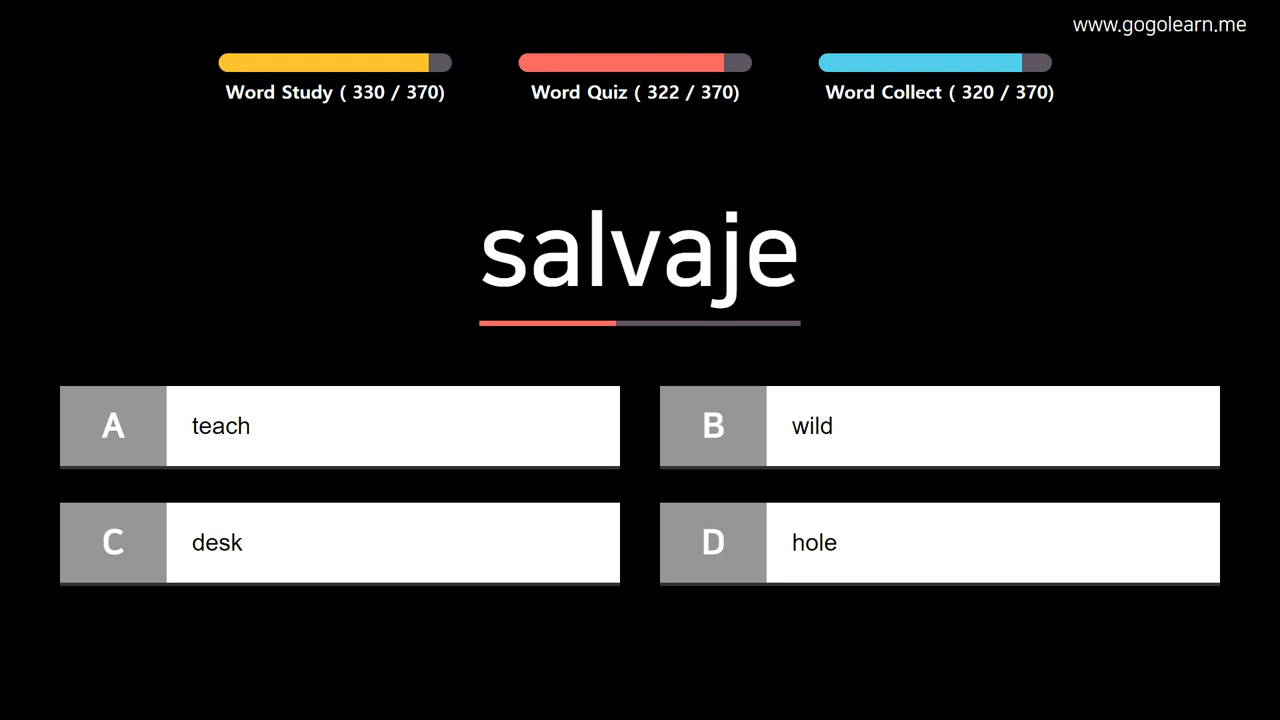 www.gogolearn.me
Word Study ( 330 / 370)
Word Quiz ( 322 / 370)
Word Collect ( 320 / 370)
salvaje
A teach
B wild
C desk
D hole